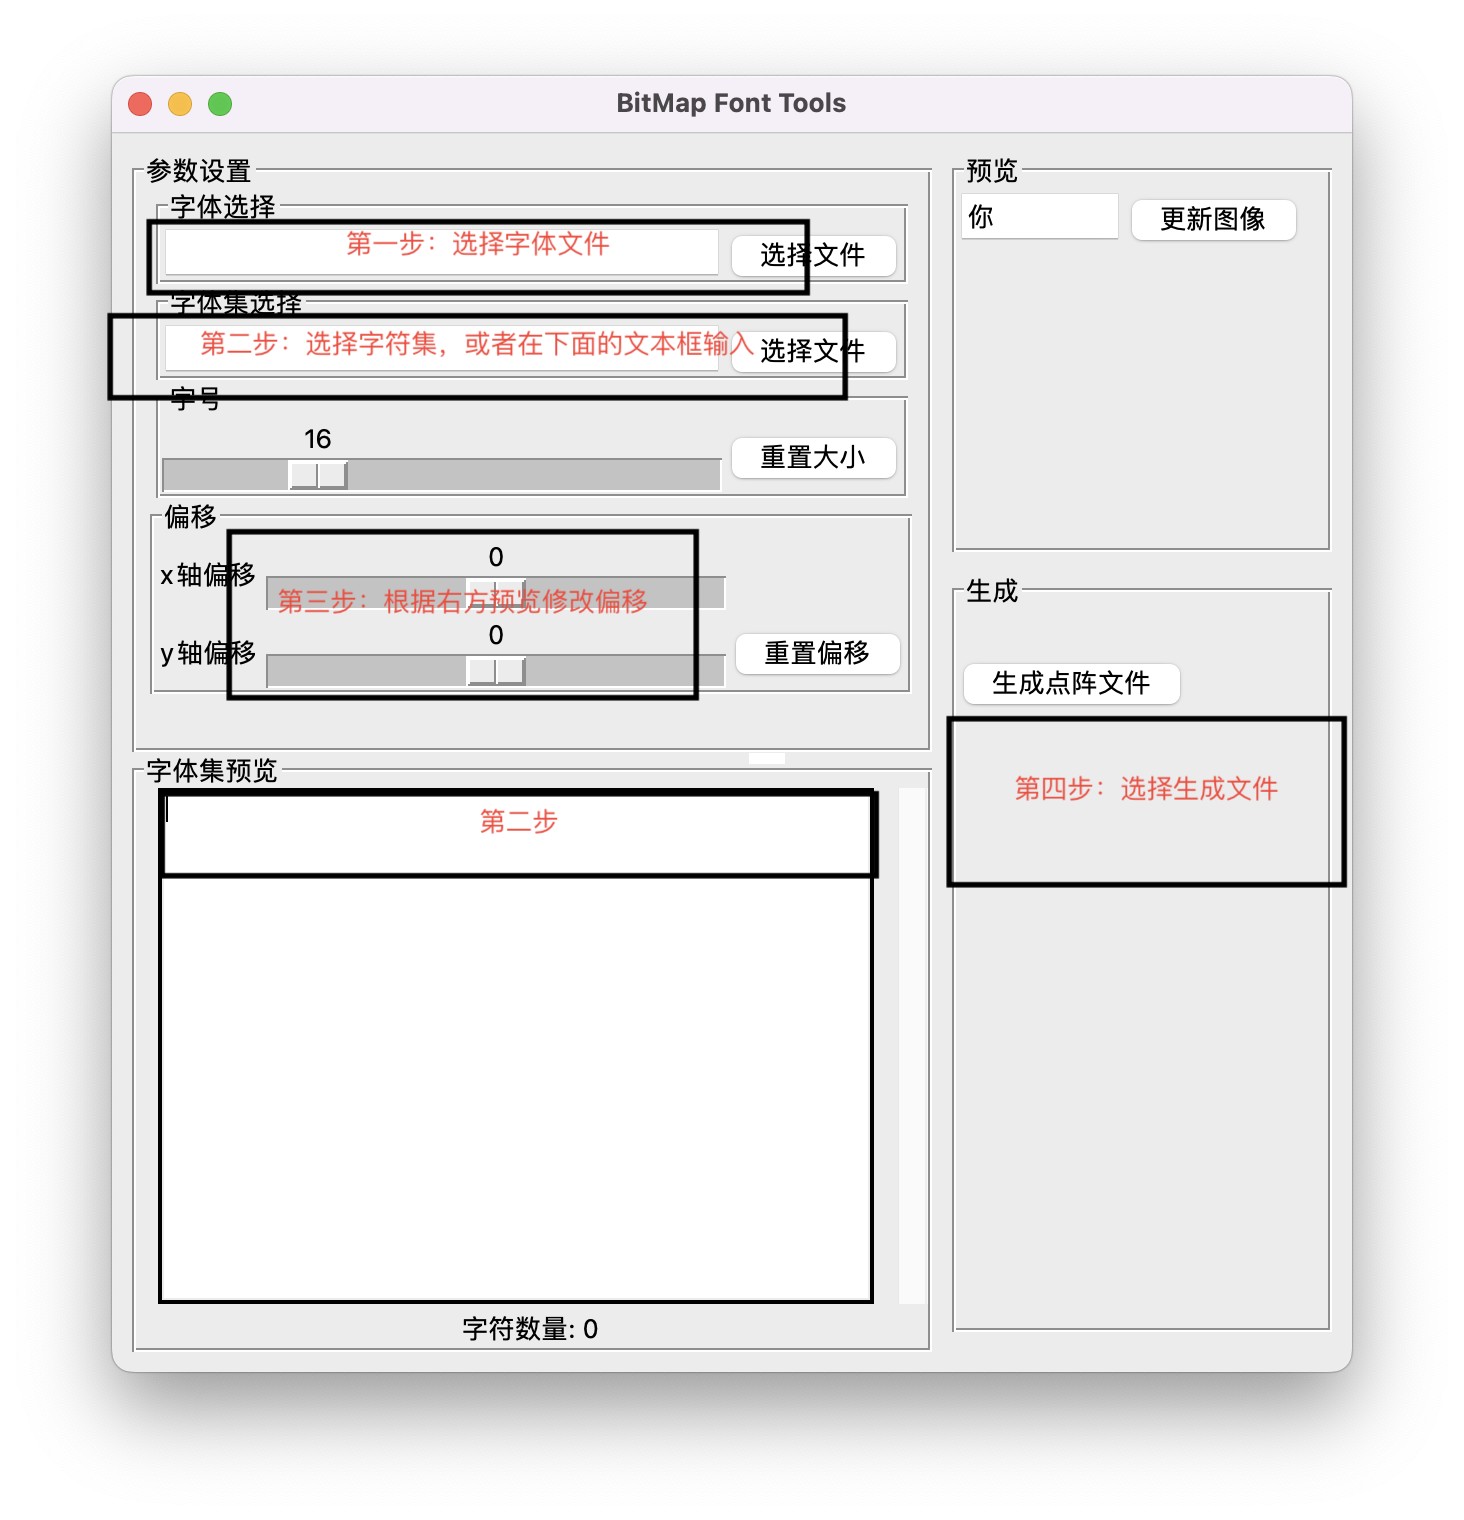 BitMap Font Tools
参数设置
字体选择
第一步：选择字体文件
选择文件
字体集选择
第二步：选择字符集，或者在下面的文本框输入
选择文件
字号
16
重置大小
偏移
0
x轴偏移
第三步：根据右方预览修改偏移
0
y轴偏移
重置偏移
字体集预览
第二步
字符数量: 0
预览
你
更新图像
生成
生成点阵文件
第四步：选择生成文件